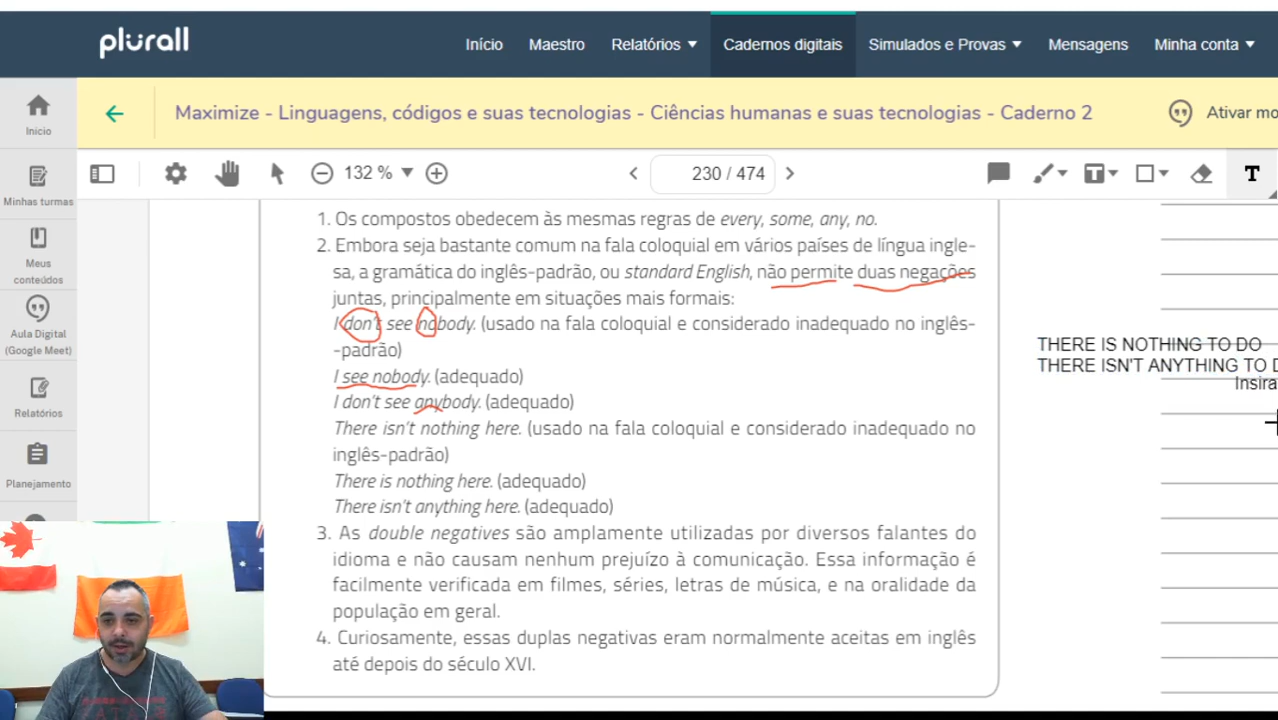 plurall
Início Maestro Relatórios Cadernos digitais Simulados e Provas Mensagens Minha conta
Maximize - Linguagens, códigos e suas tecnologias - Ciências humanas e suas tecnologias - Caderno 2
Ativar mo
Inicio
132 %
230 / 474
T
T
Minhas turmas
Meus
conteúdos
Aula Digital
(Google Meet)
Relatórios
Planejamento
1. Os compostos obedecem às mesmas regras de every, some, any, no.
2. Embora seja bastante comum na fala coloquial em vários países de língua ingle-
sa, a gramática do inglês-padrão, ou standard English, não permite duas negações
juntas, principalmente em situações mais formais:
I don't see nobody. (usado na fala coloquial e considerado inadequado no inglês-
-padrão)
I see nobody. (adequado)
I don't see anybody. (adequado)
There isn't nothing here. (usado na fala coloquial e considerado inadequado no
inglês-padrão)
There is nothing here. (adequado)
There isn't anything here. (adequado)
3. As double negatives são amplamente utilizadas por diversos falantes do
idioma e não causam nenhum prejuízo à comunicação. Essa informação é
facilmente verificada em filmes, séries, letras de música, e na oralidade da
população em geral.
4. Curiosamente, essas duplas negativas eram normalmente aceitas em inglês
até depois do século XVI.
THERE IS NOTHING TO DO
THERE ISN'T ANYTHING TO D
Insira